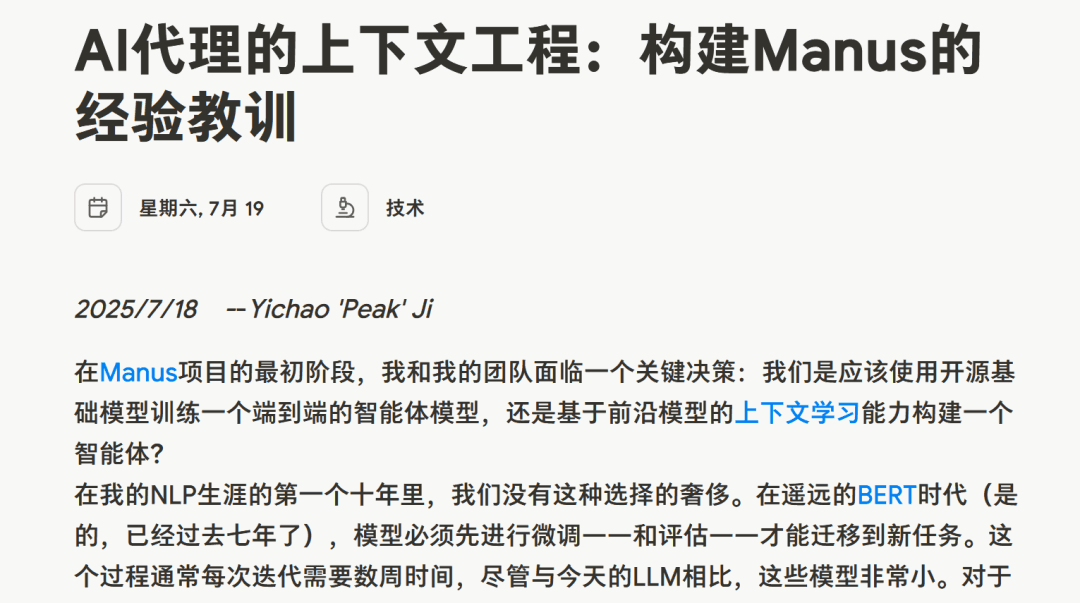 AI代理的上下文工程：构建Manus的
经验教训
星期六, 7月 19
技术
2025/7/18 --Yichao 'Peak' Ji
在Manus项目的最初阶段，我和我的团队面临一个关键决策：我们是应该使用开源基
础模型训练一个端到端的智能体模型，还是基于前沿模型的上下文学习能力构建一个
智能体？
在我的NLP生涯的第一个十年里，我们没有这种选择的奢侈。在遥远的BERT时代（是
的，已经过去七年了），模型必须先进行微调——和评估——才能迁移到新任务。这
个过程通常每次迭代需要数周时间，尽管与今天的LLM相比，这些模型非常小。对于